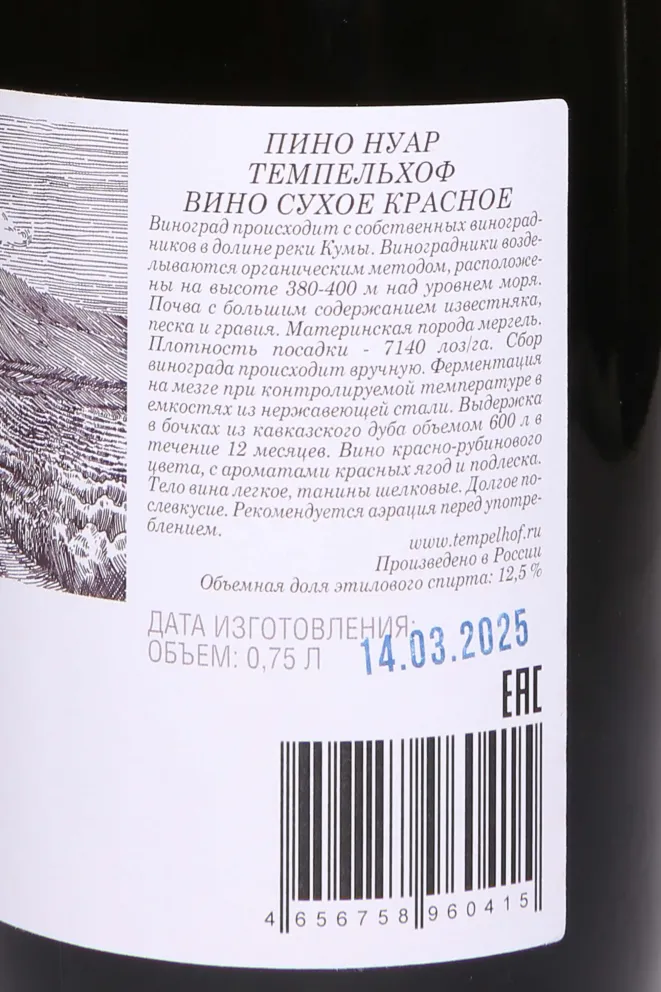 ПИНО НУАР
ТЕМПЕЛЬХОФ
ВИНО СУХОЕ КРАСНОЕ
Виноград происходит с собственных виноград-
ников в долине реки Кумы. Виноградники возде-
лываются органическим методом, расположе-
ны на высоте 380-400 м над уровнем моря.
Почва с большим содержанием известняка,
песка и гравия. Материнская порода мергель.
Плотность посадки - 7140 лоз/га. Сбор
винограда происходит вручную. Ферментация
на мезге при контролируемой температуре в
емкостях из нержавеющей стали. Выдержка
в бочках из кавказского дуба объемом 600 л в
течение 12 месяцев. Вино красно-рубинового
цвета, с ароматами красных ягод и подлеска.
Тело вина легкое, танины шелковые. Долгое по-
слевкусие. Рекомендуется аэрация перед употре-
блением.
www.tempelhof.ru
Произведено в России
Объемная доля этилового спирта: 12,5 %
ДАТА ИЗГОТОВЛЕНИЯ: 14.03.2025
ОБЪЕМ: 0,75 Л
EAC
4 656758 960415